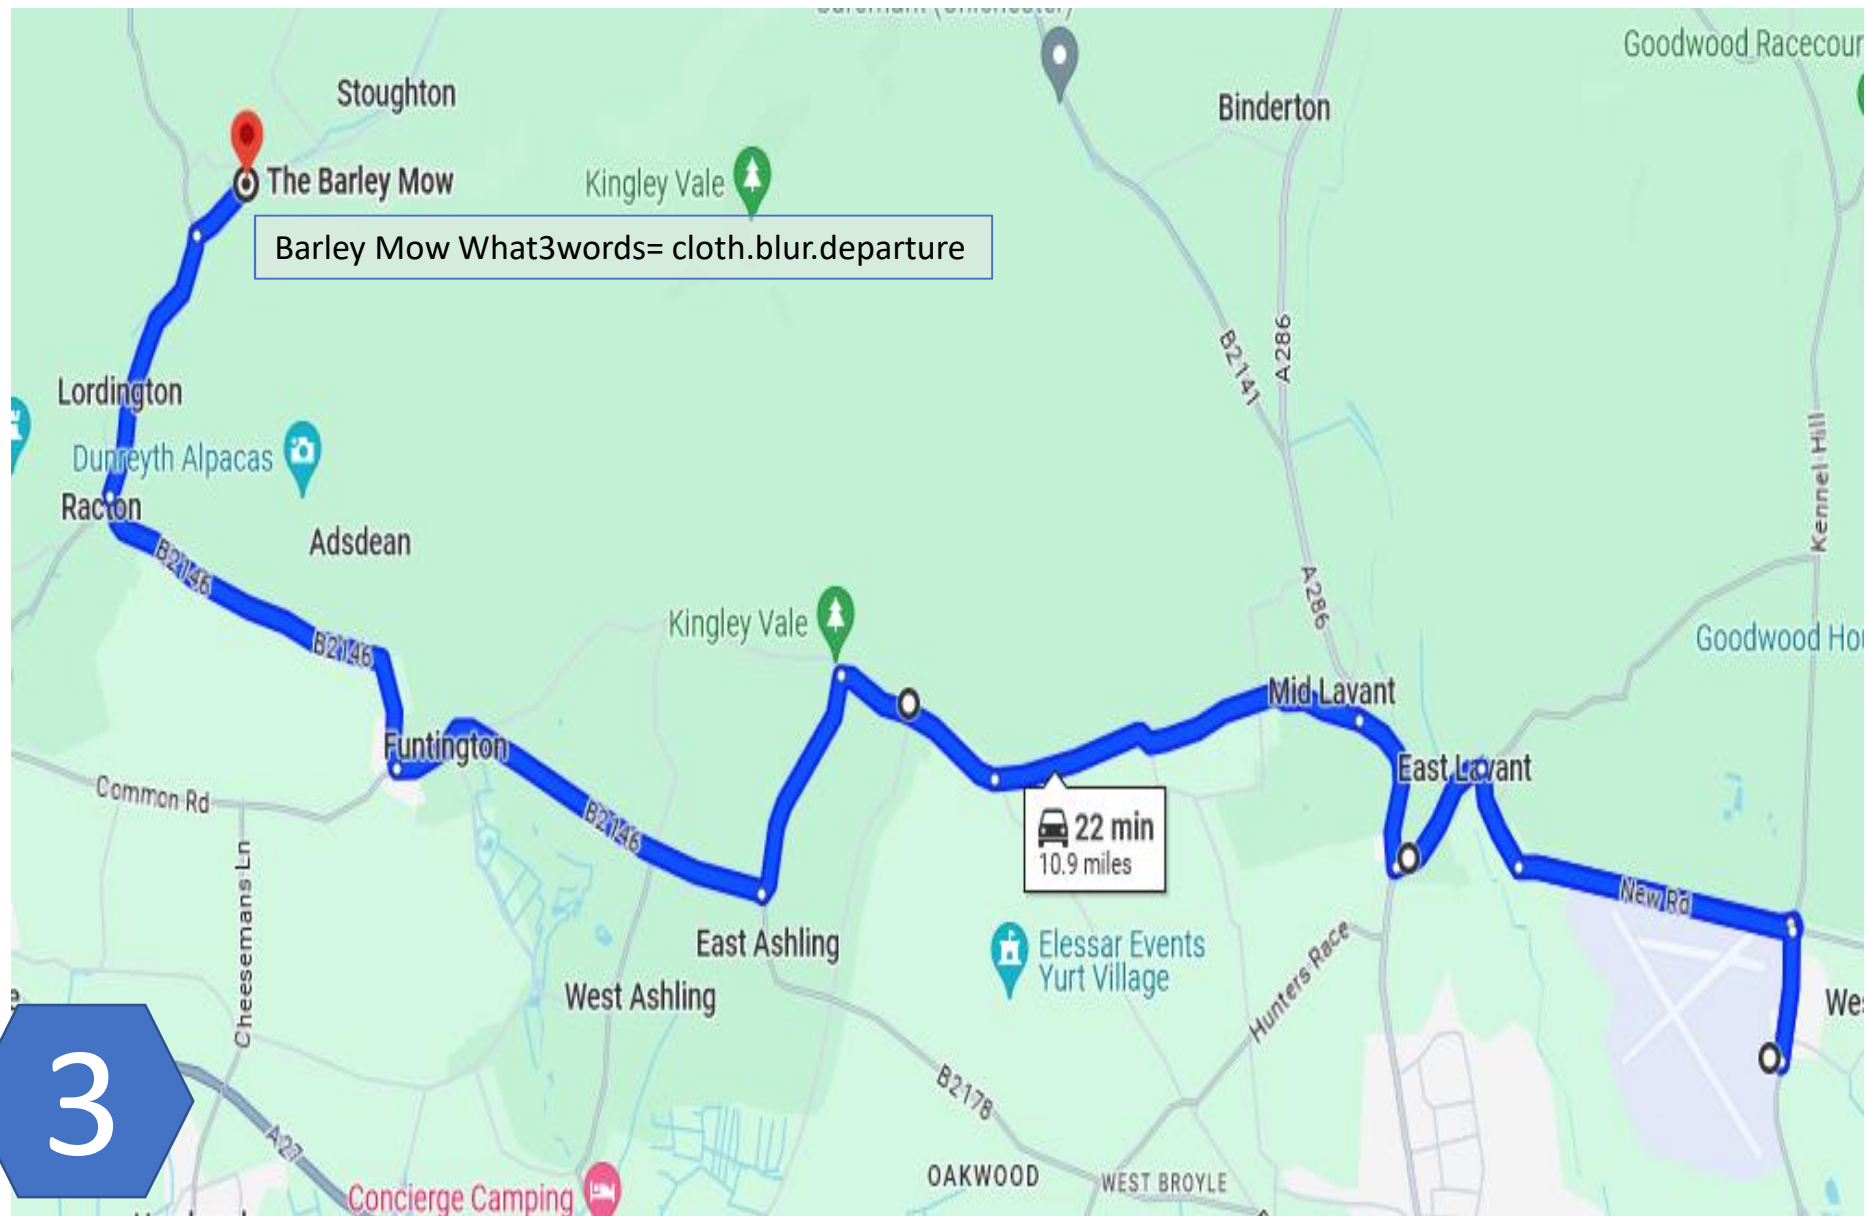 Goodwood Racecour
Stoughton
Binderton
The Barley Mow
Kingley Vale
Barley Mow What3words= cloth.blur.departure
B2141
A286
Lordington
Dunreyth Alpacas
Kennel Hill
Racton
Adsdean
B2146
A286
Kingley Vale
B2146
Goodwood Hou
Mid Lavant
Funtington
East Lavant
Common Rd
B2146
22 min
10.9 miles
New Rd
Cheesemans Ln
East Ashling
Elessar Events
Yurt Village
Hunters Race
West Ashling
Wes
3
B2178
A27
OAKWOOD
WEST BROYLE
Concierge Camping